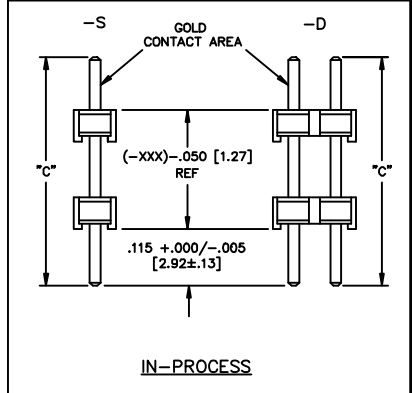 -S
GOLD
CONTACT AREA
-D
"C"
(-XXX)-.050 [1.27]
REF
"C"
.115 +.000/-.005
[2.92±.13]
IN-PROCESS